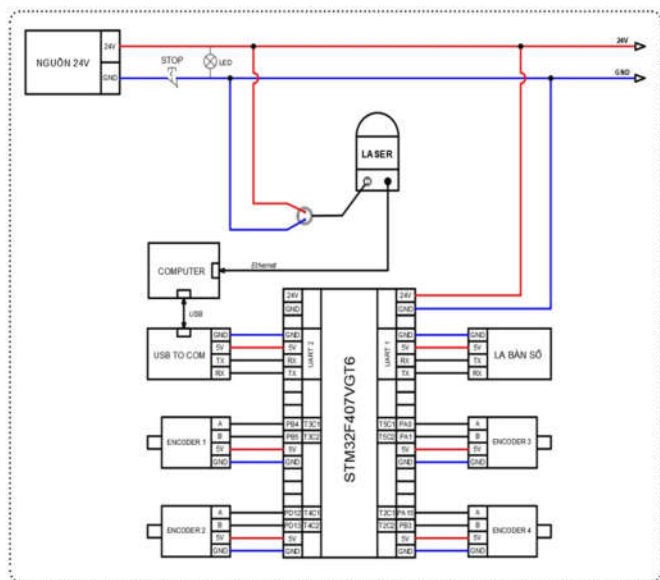 24V
24V
NGUỒN 24V
STOP
LED
GND
GND
LASER
COMPUTER
Ethernet
USB
24V
24V
GND
GND
USB TO COM
GND
5V
TX
RX
GND
5V
RX
TX
UART 2
STM32F407VGT6
UART 1
GND
5V
RX
TX
GND
5V
TX
RX
LA BÀN SỐ
ENCODER 1
A
B
5V
GND
PB4
T3C1
PB5
T3C2
5V
GND
T5C1
PA0
T5C2
PA1
5V
GND
A
B
5V
GND
ENCODER 3
ENCODER 2
A
B
5V
GND
PD12
T4C1
PD13
T4C2
5V
GND
T2C1
PA15
T2C2
PB3
5V
GND
A
B
5V
GND
ENCODER 4